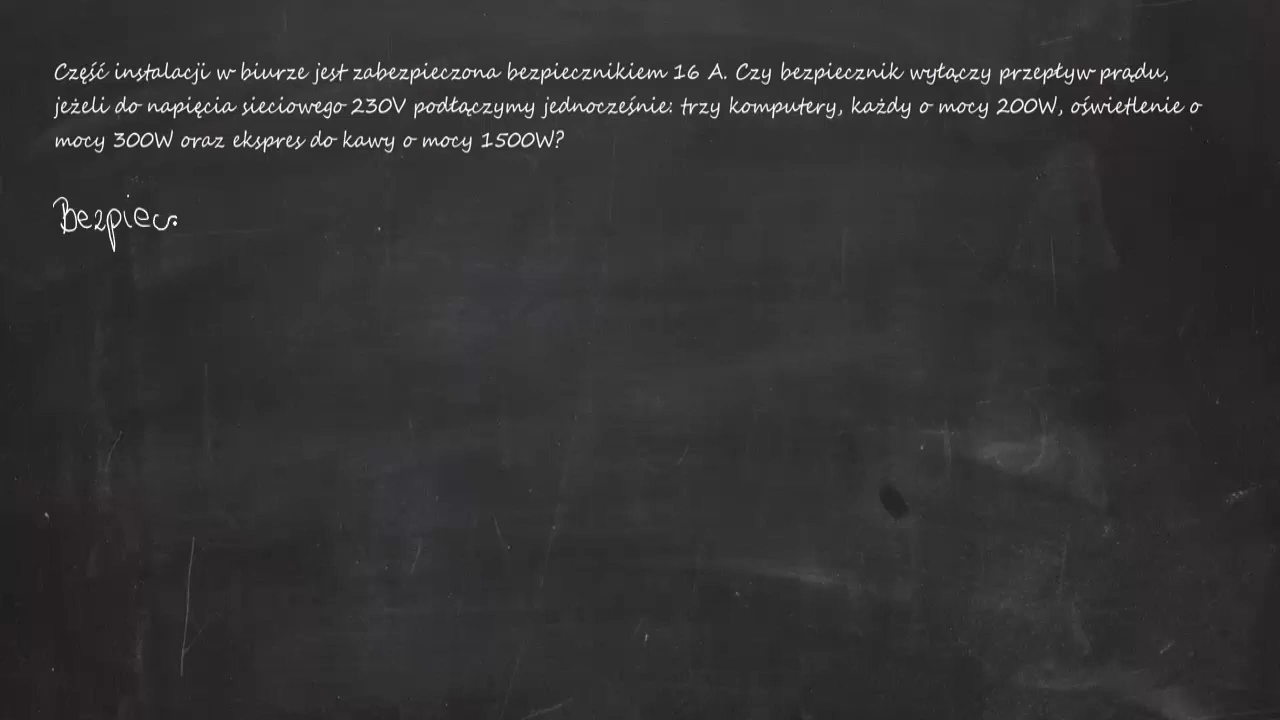 Część instalacji w biurze jest zabezpieczona bezpiecznikiem 16 A. Czy bezpiecznik wyłączy przepływ prądu,
jeżeli do napięcia sieciowego 230V podłączymy jednocześnie: trzy komputery, każdy o mocy 200W, oświetlenie o
mocy 300W oraz ekspres do kawy o mocy 1500W?
Bezpiec